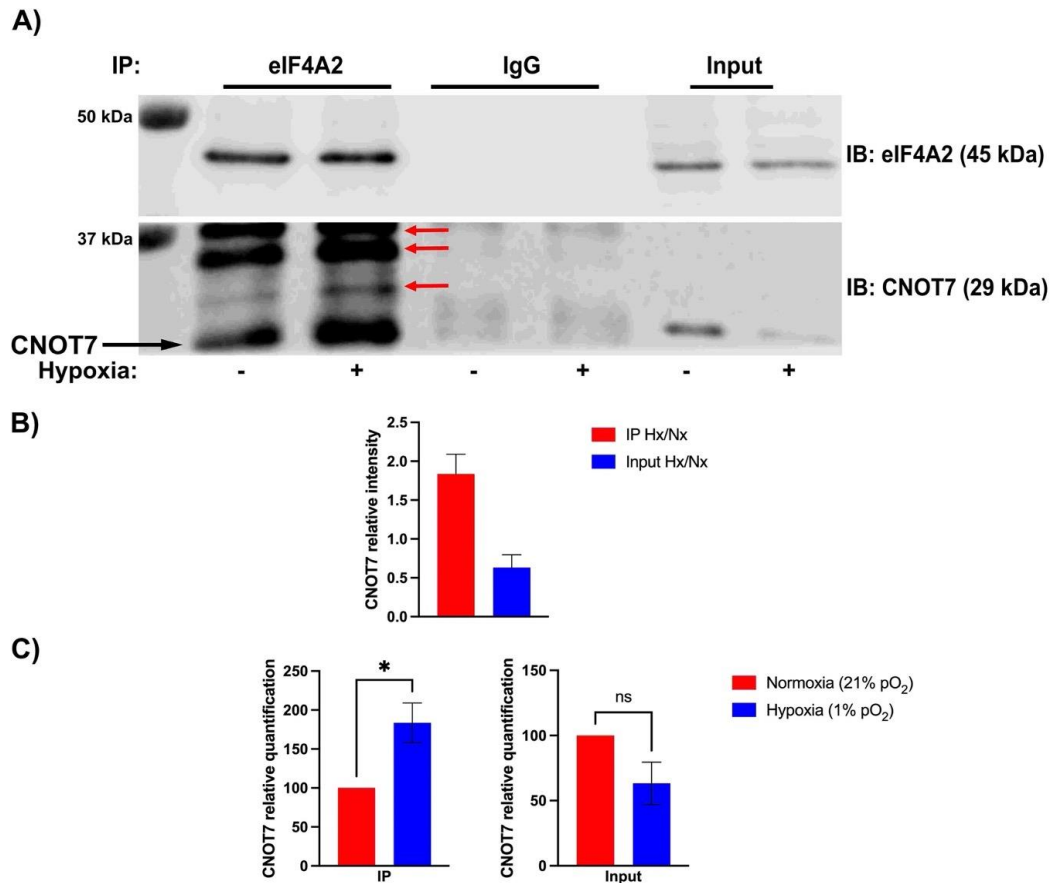 A)
IP: eIF4A2 IgG Input
50 kDa
IB: eIF4A2 (45 kDa)
37 kDa
IB: CNOT7 (29 kDa)
CNOT7
Hypoxia: - + - + - +
B)
CNOT7 relative intensity
2.5
2.0
1.5
1.0
0.5
0.0
IP Hx/Nx
Input Hx/Nx
C)
CNOT7 relative quantification
250
200
150
100
50
0
*
IP
CNOT7 relative quantification
150
100
50
0
ns
Input
Normoxia (21% pO₂)
Hypoxia (1% pO₂)